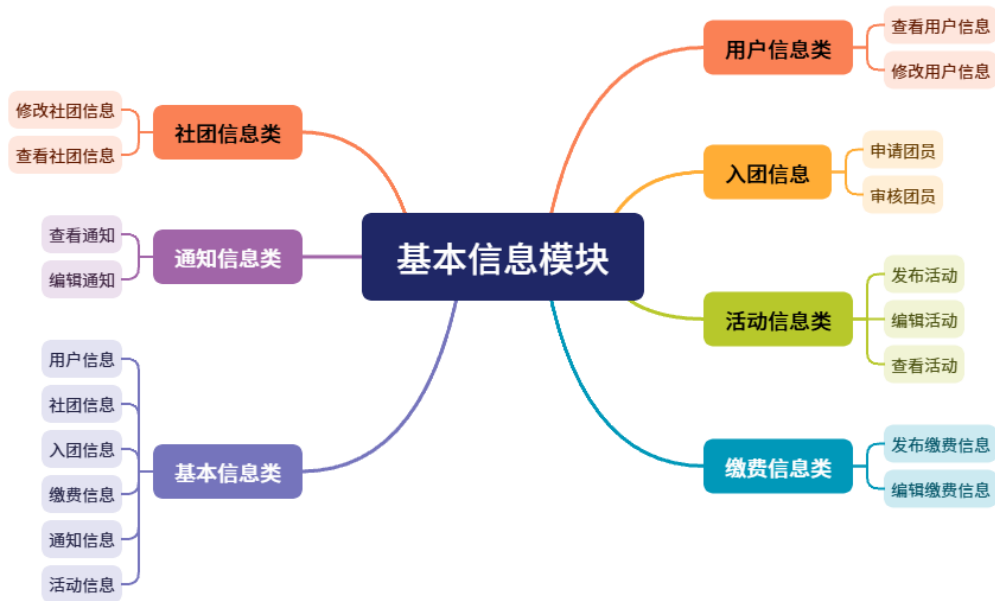 基本信息模块
用户信息类
查看用户信息
修改用户信息
入团信息
申请团员
审核团员
活动信息类
发布活动
编辑活动
查看活动
缴费信息类
发布缴费信息
编辑缴费信息
社团信息类
修改社团信息
查看社团信息
通知信息类
查看通知
编辑通知
基本信息类
用户信息
社团信息
入团信息
缴费信息
通知信息
活动信息